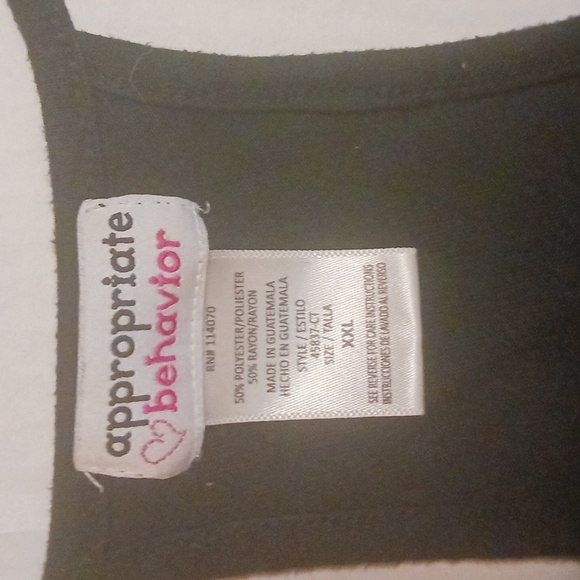 appropriate
behavior
RN# 114070
50% POLYESTER/POLIESTER
50% RAYON/RAYON
MADE IN GUATEMALA
HECHO EN GUATEMALA
STYLE / ESTILO
45837-CT
SIZE / TALLA
XXL
SEE REVERSE FOR CARE INSTRUCTIONS
INSTRUCCIONES DE LAVADO AL REVERSO